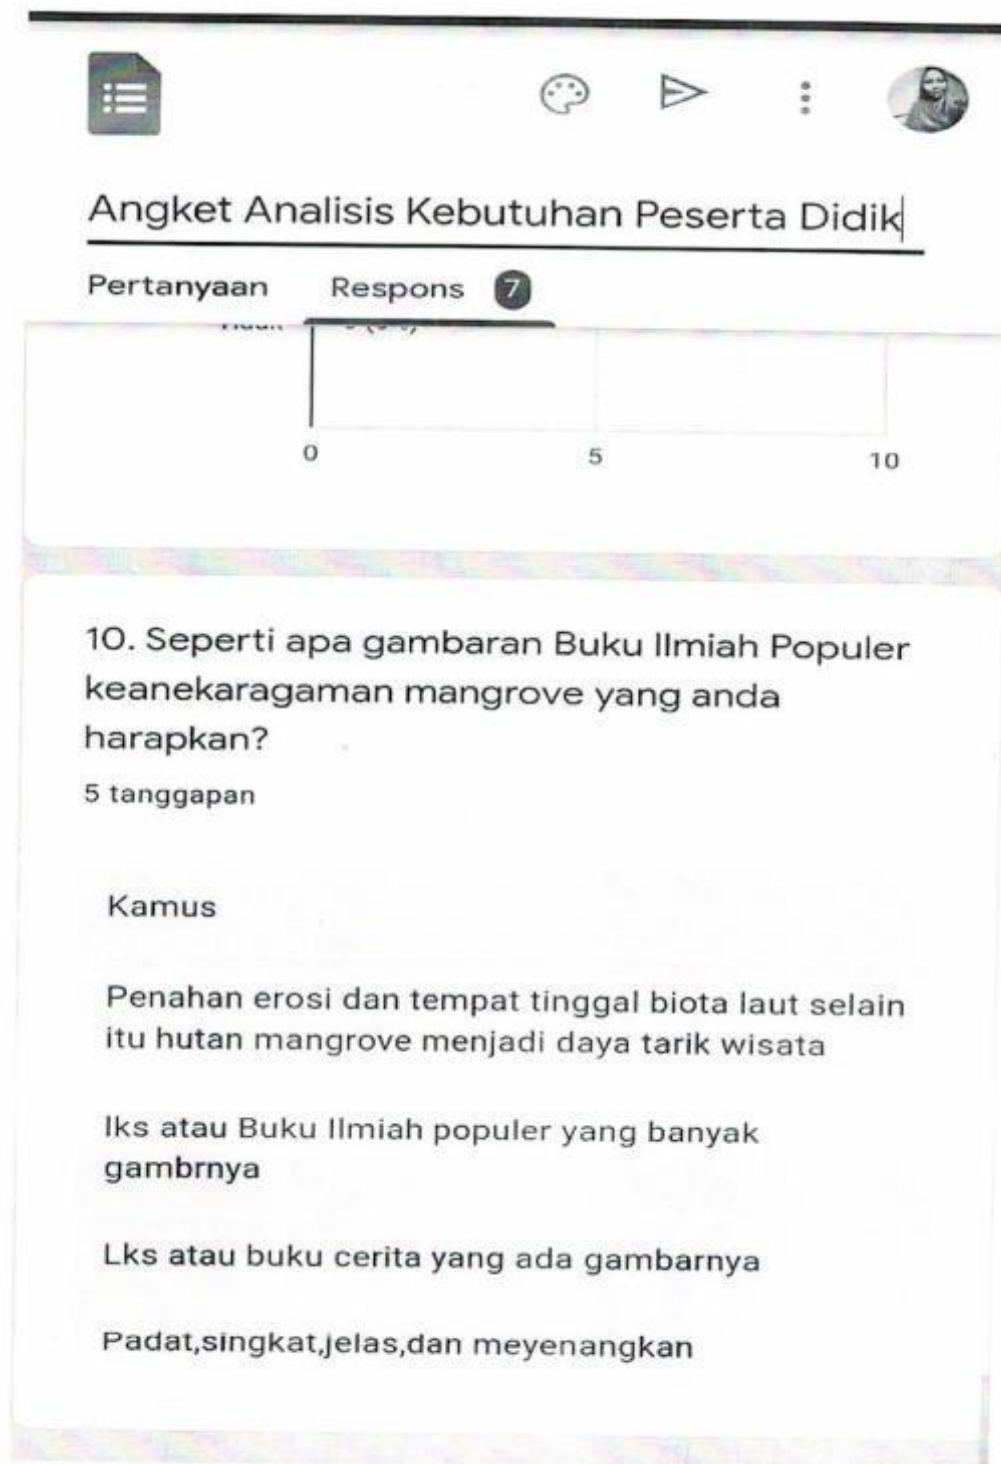 Angket Analisis Kebutuhan Peserta Didik
Pertanyaan Respons 7
0 5 10
10. Seperti apa gambaran Buku Ilmiah Populer
keanekaragaman mangrove yang anda
harapkan?
5 tanggapan
Kamus
Penahan erosi dan tempat tinggal biota laut selain
itu hutan mangrove menjadi daya tarik wisata
lks atau Buku Ilmiah populer yang banyak
gambrnya
Lks atau buku cerita yang ada gambarnya
Padat,singkat,jelas,dan meyenangkan